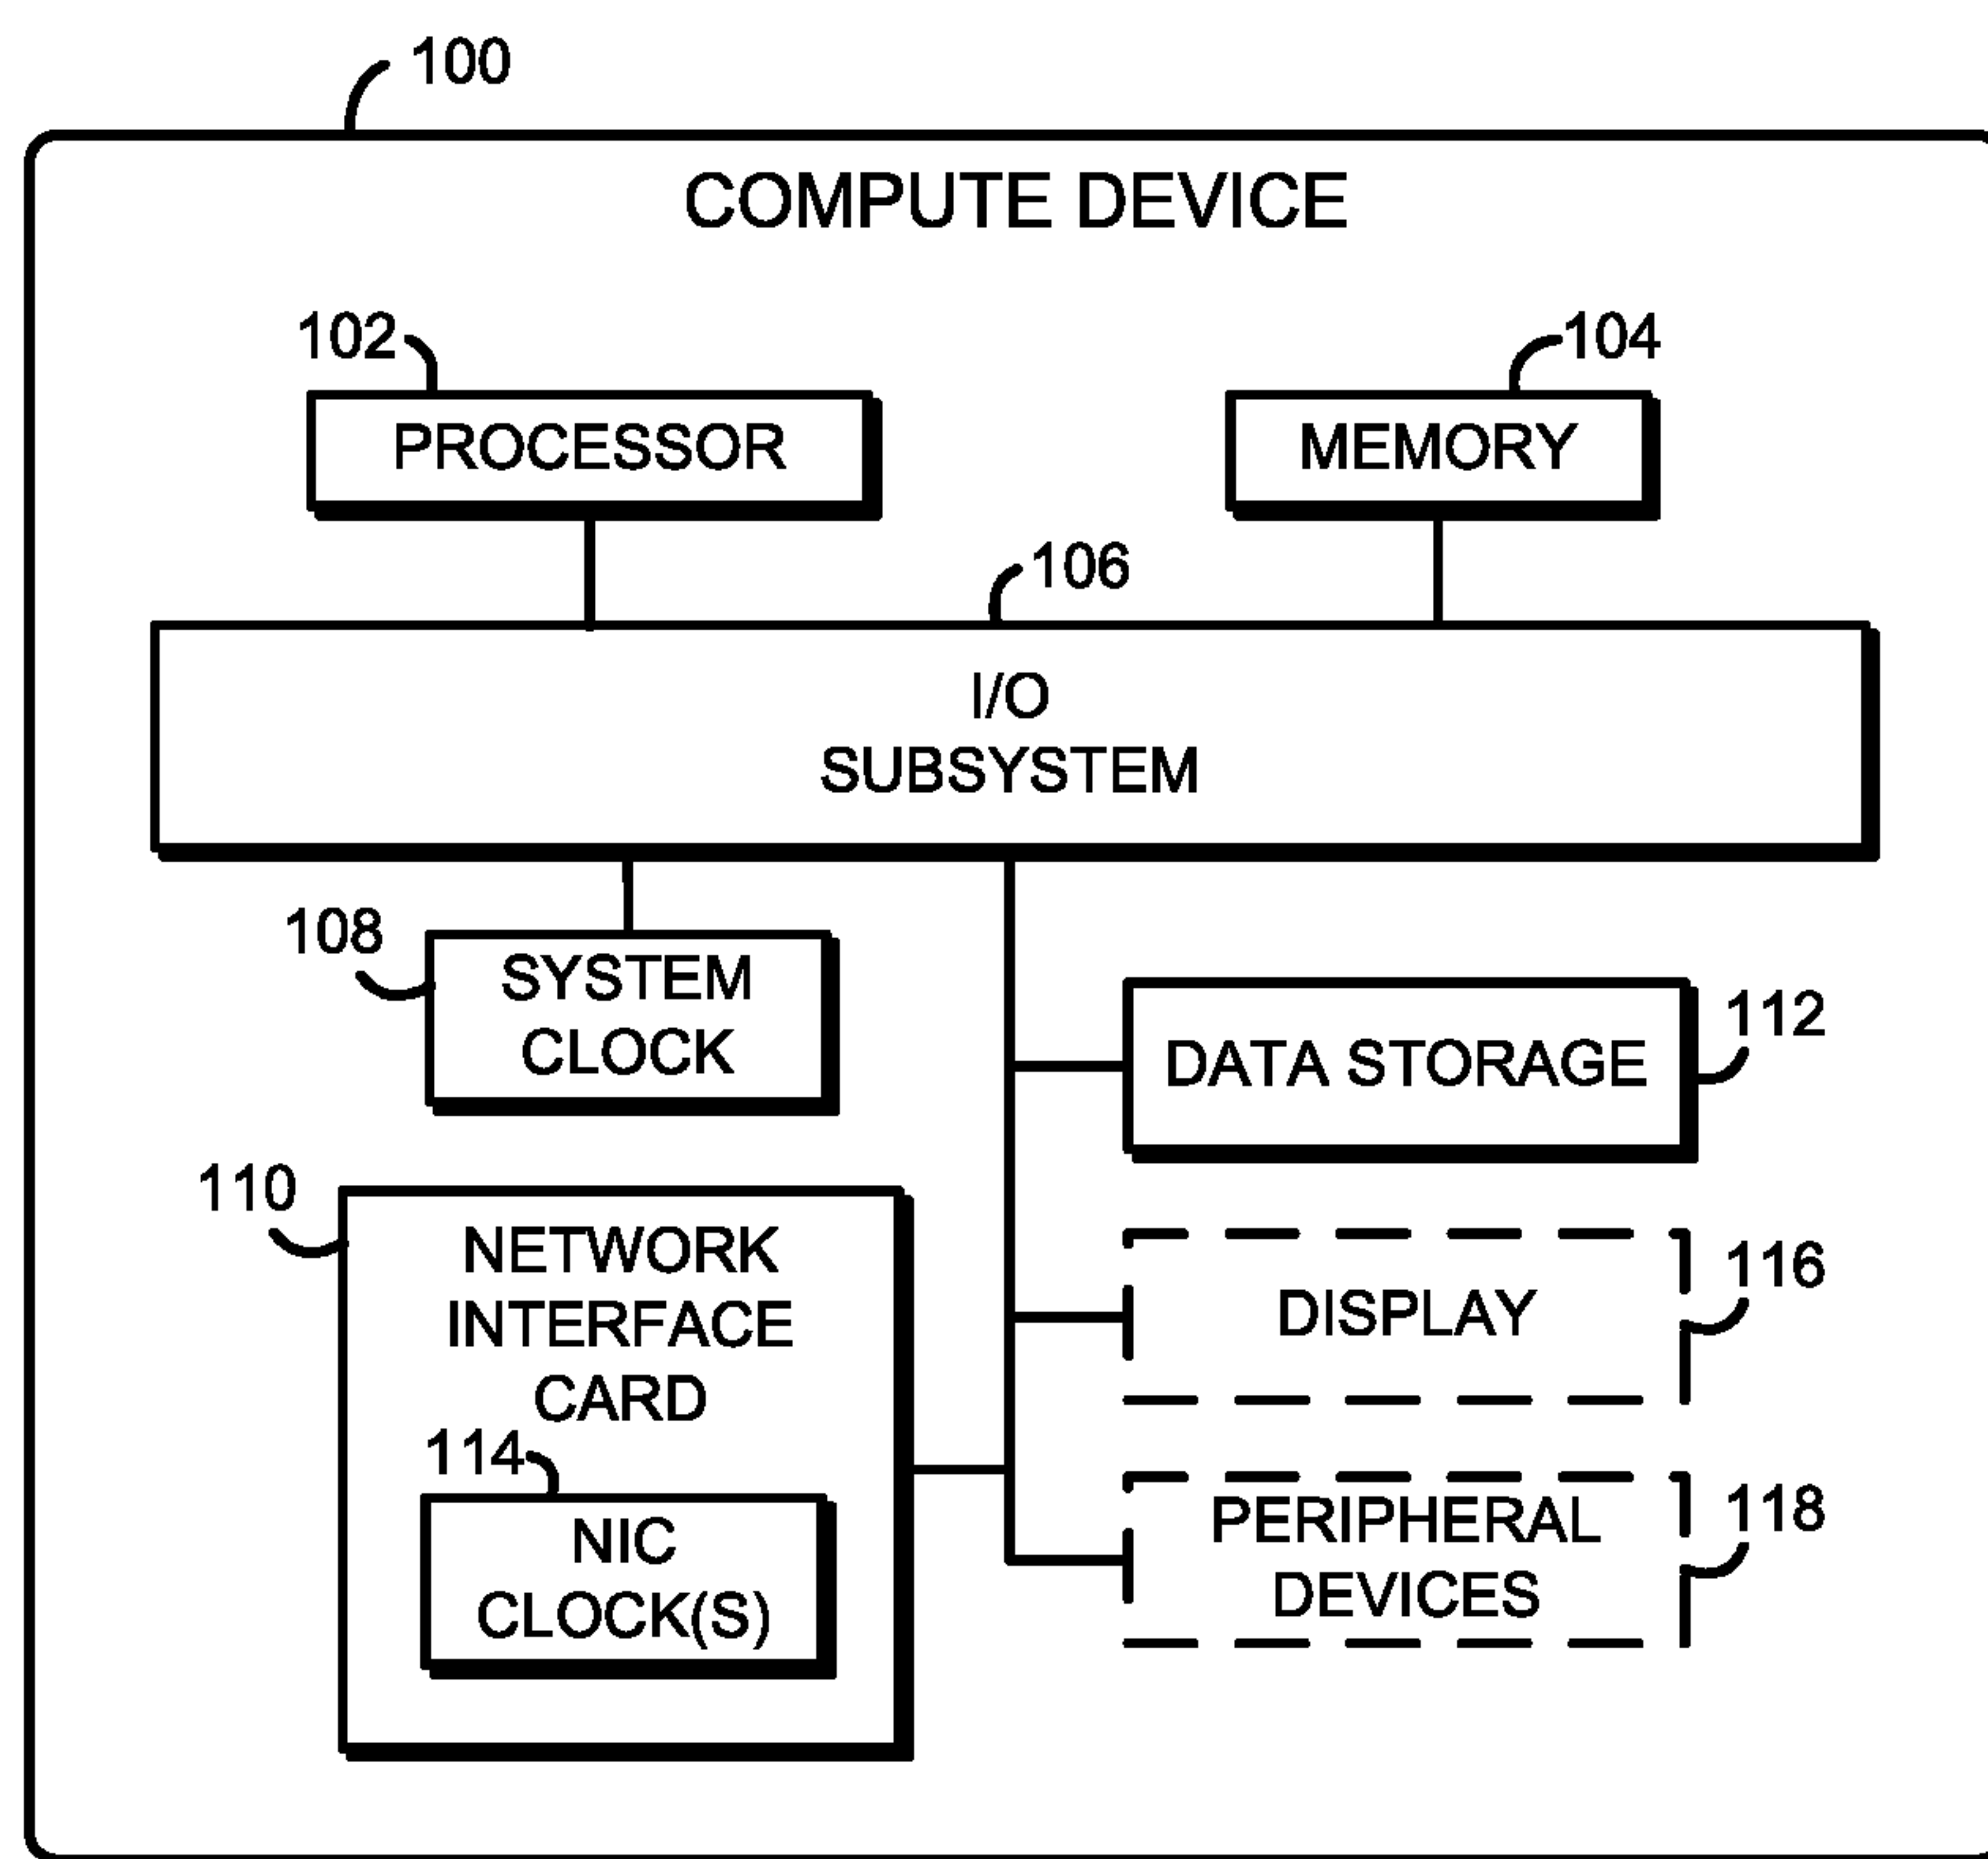 100
COMPUTE DEVICE
102
104
PROCESSOR
MEMORY
106
I/O
SUBSYSTEM
108
SYSTEM
CLOCK
112
DATA STORAGE
110
NETWORK
INTERFACE
CARD
116
DISPLAY
114
NIC
CLOCK(S)
118
PERIPHERAL
DEVICES